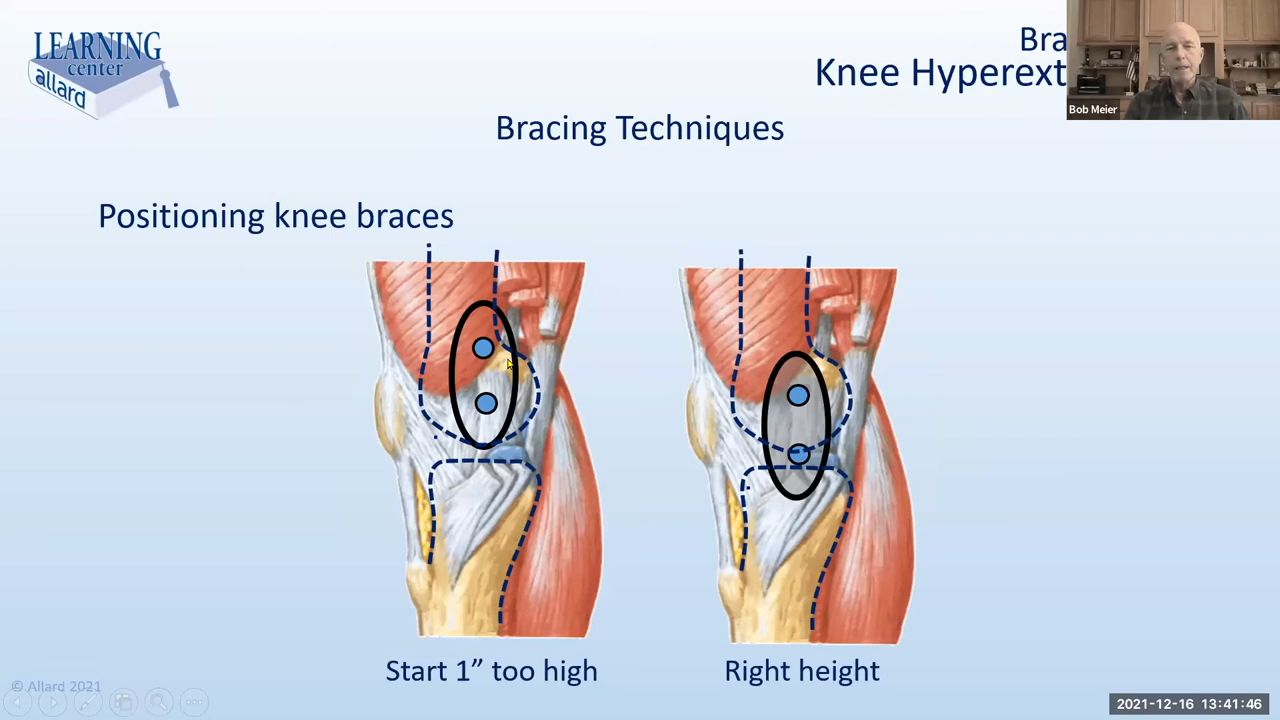 LEARNING
center
allard
Bra
Knee Hyperext
Bob Meier
Bracing Techniques
Positioning knee braces
Start 1” too high
Right height
© Allard 2021
2021-12-16 13:41:46